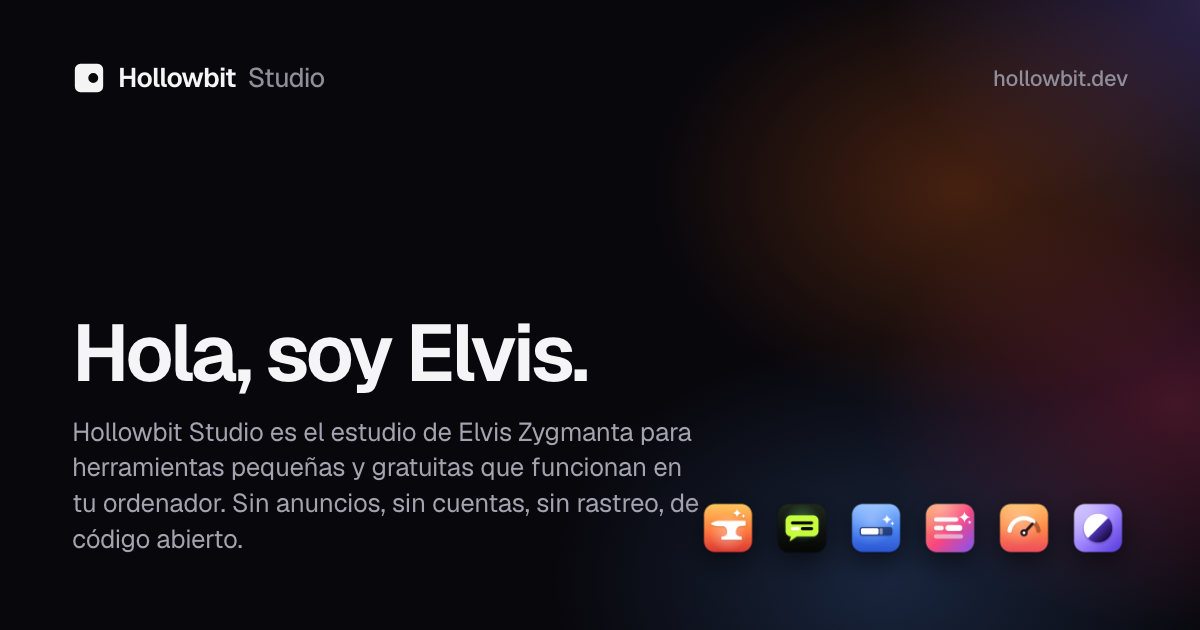 Hollowbit Studio
hollowbit.dev
Hola, soy Elvis.
Hollowbit Studio es el estudio de Elvis Zygmanta para
herramientas pequeñas y gratuitas que funcionan en
tu ordenador. Sin anuncios, sin cuentas, sin rastreo, de
código abierto.